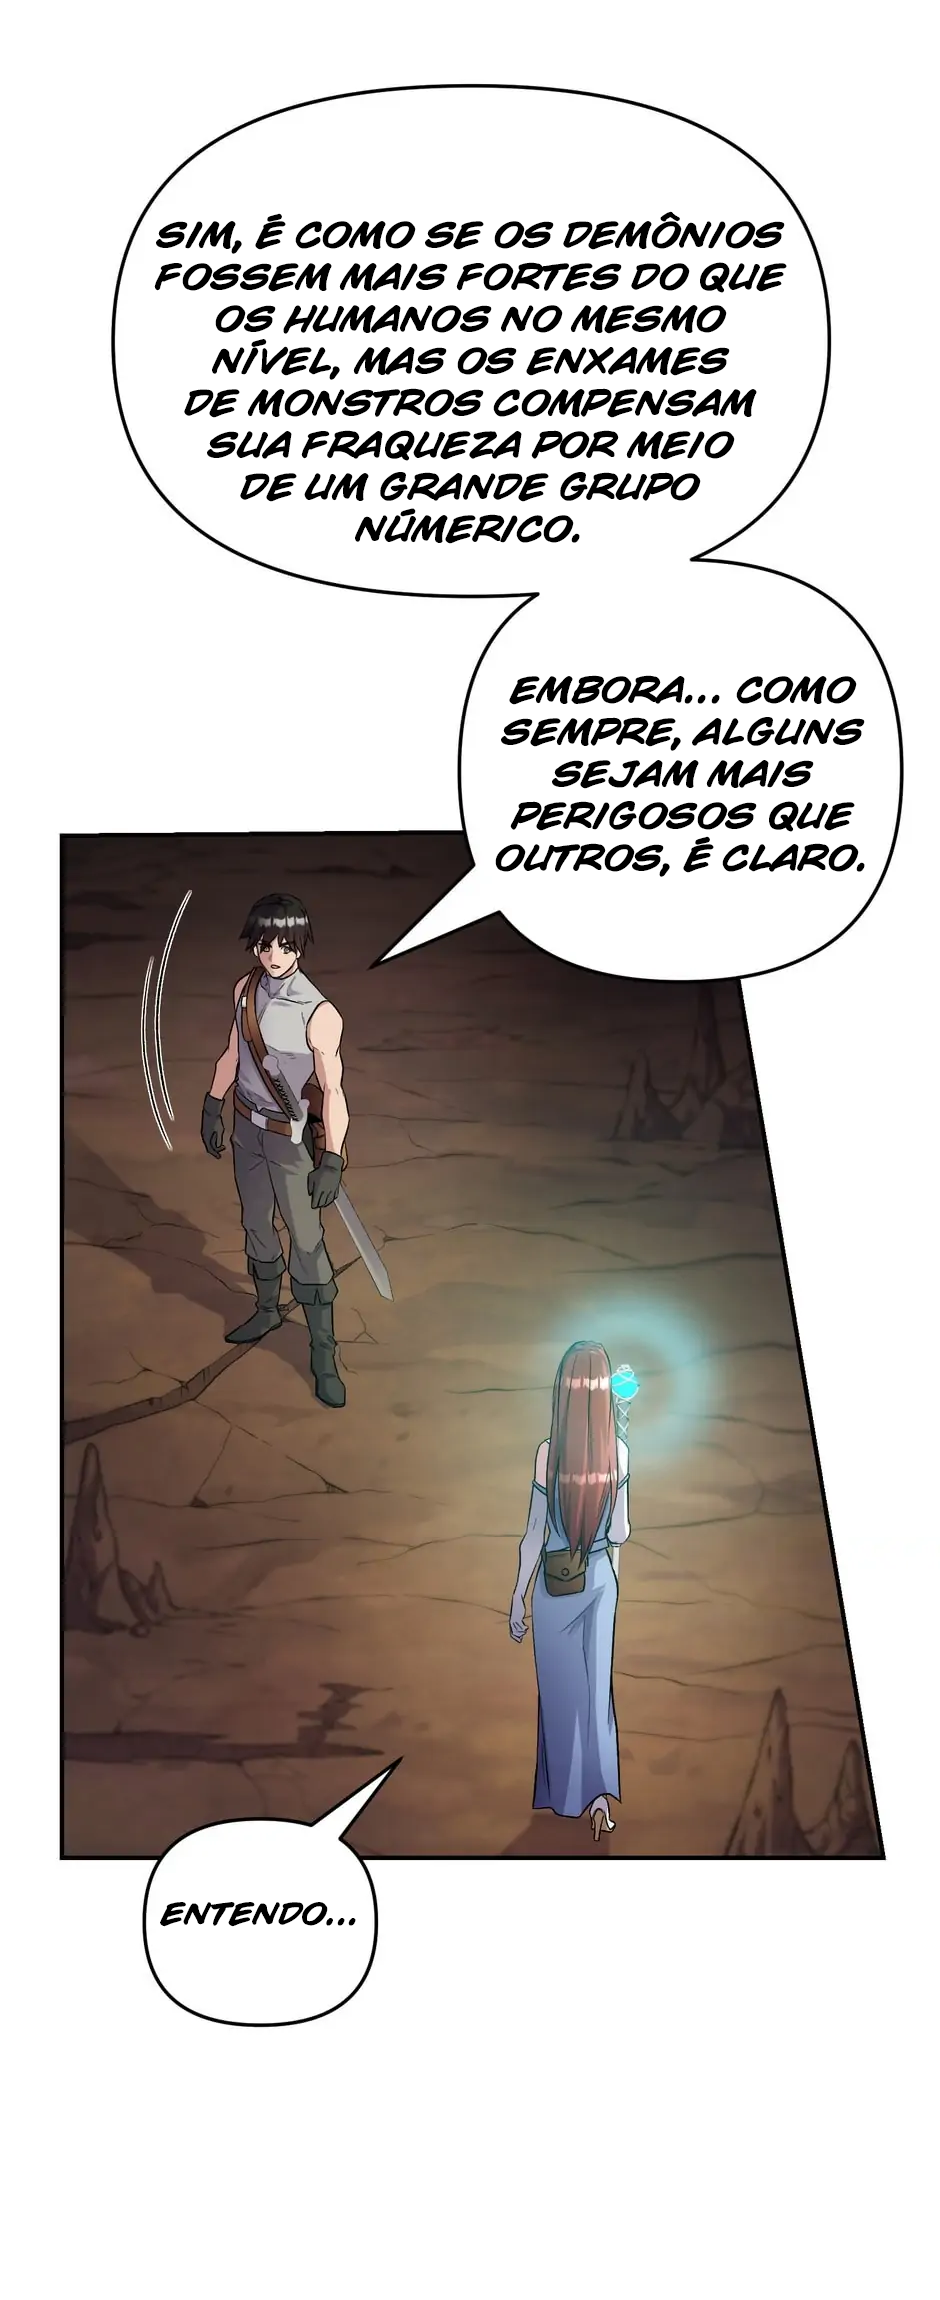 SIM, É COMO SE OS DEMÔNIOS
FOSSEM MAIS FORTES DO QUE
OS HUMANOS NO MESMO
NÍVEL, MAS OS ENXAMES
DE MONSTROS COMPENSAM
SUA FRAQUEZA POR MEIO
DE UM GRANDE GRUPO
NÚMERICO.
EMBORA... COMO
SEMPRE, ALGUNS
SEJAM MAIS
PERIGOSOS QUE
OUTROS, É CLARO.
ENTENDO...